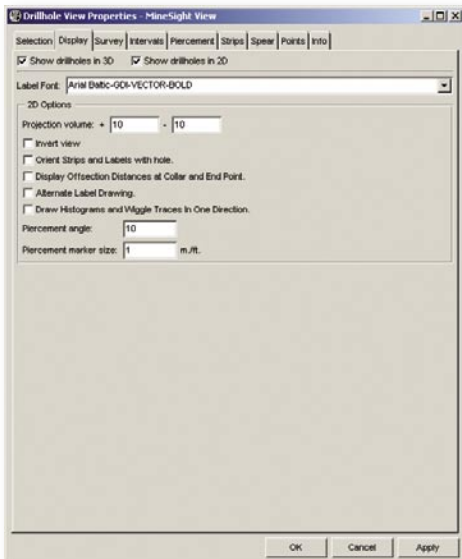 Drillhole View Properties - MineSight View
Selection Display Survey Intervals Piercement Strips Spear Points Info
Show drillholes in 3D Show drillholes in 2D
Label Font: Arial Baltic-GDI-VECTOR-BOLD
2D Options
Projection volume: + 10 - 10
Invert view
Orient Strips and Labels with hole.
Display Offsection Distances at Collar and End Point.
Alternate Label Drawing.
Draw Histograms and Wiggle Traces In One Direction.
Piercement angle: 10
Piercement marker size: 1 m./ft.
OK Cancel Apply